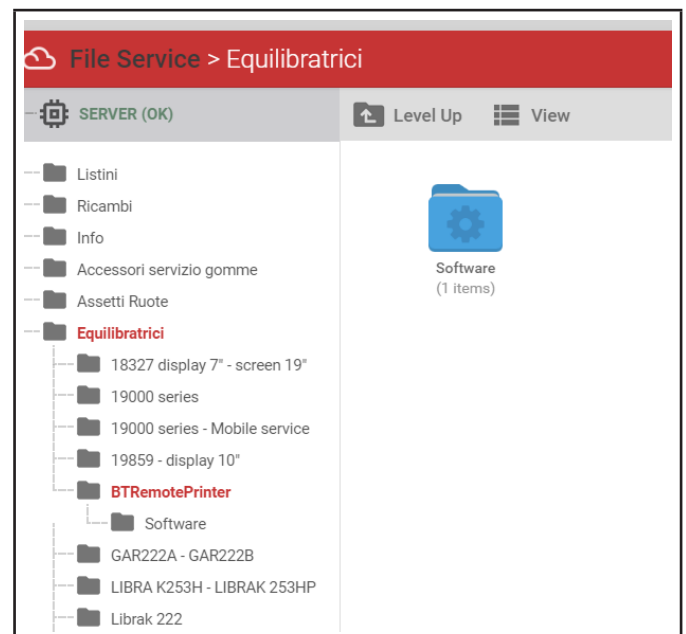 File Service > Equilibratrici
SERVER (OK)
Level Up
View
Listini
Ricambi
Info
Accessori servizio gomme
Assetti Ruote
Equilibratrici
18327 display 7" - screen 19"
19000 series
19000 series - Mobile service
19859 - display 10"
BTRemotePrinter
Software
GAR222A - GAR222B
LIBRA K253H - LIBRAK 253HP
Librak 222
Software
(1 items)